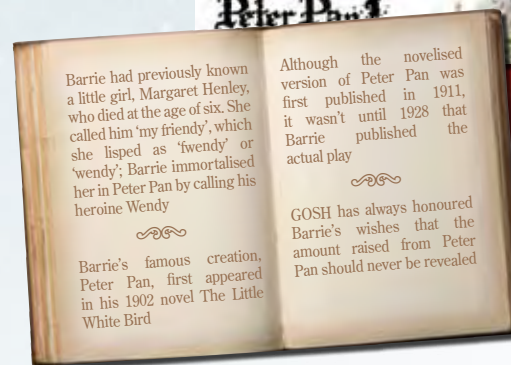 Peter Pan
Barrie had previously known
a little girl, Margaret Henley,
who died at the age of six. She
called him ‘my friendy’, which
she lisped as ‘fwendy’ or
‘wendy’; Barrie immortalised
her in Peter Pan by calling his
heroine Wendy
Barrie’s famous creation,
Peter Pan, first appeared
in his 1902 novel The Little
White Bird
Although the novelised
version of Peter Pan was
first published in 1911,
it wasn’t until 1928 that
Barrie published the
actual play
GOSH has always honoured
Barrie’s wishes that the
amount raised from Peter
Pan should never be revealed